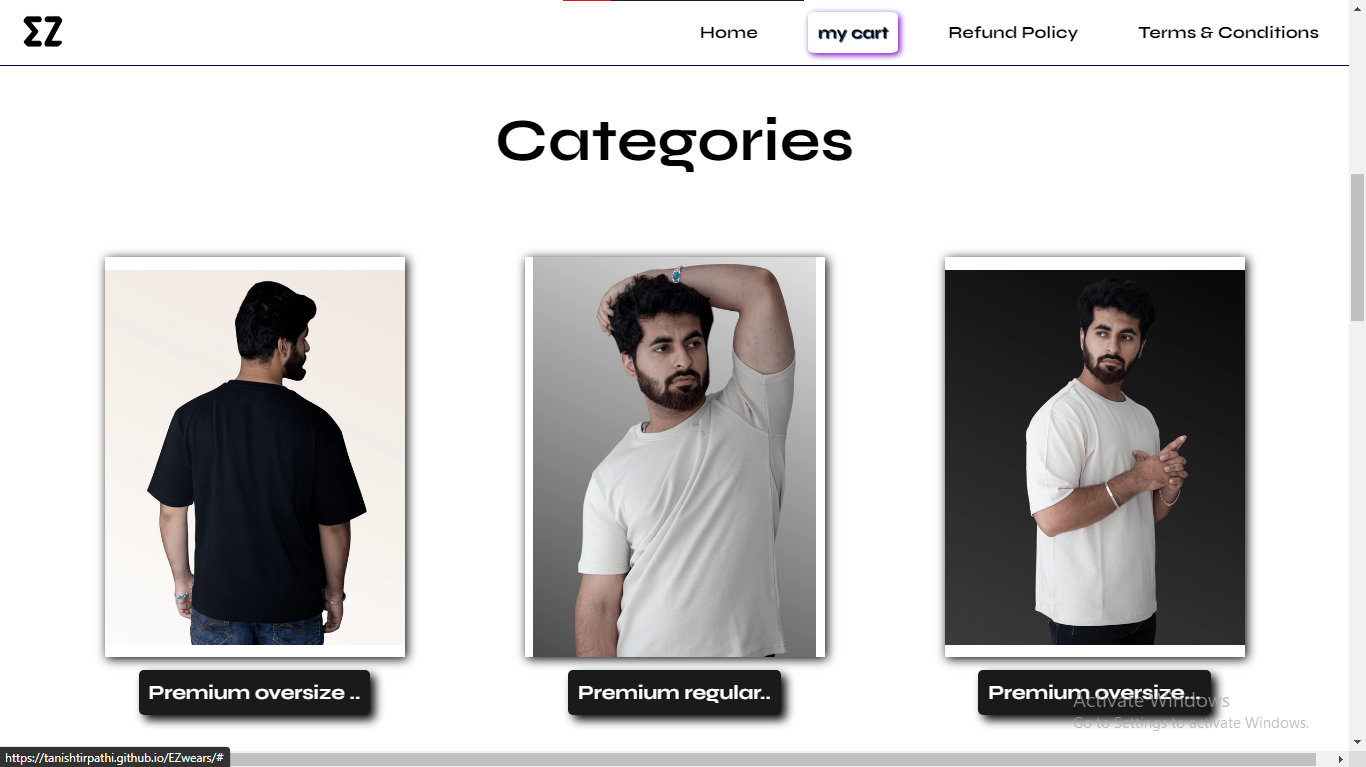 ΣZ
Home
my cart
Refund Policy
Terms & Conditions
Categories
Premium oversize ..
Premium regular..
Premium oversize...
Activate Windows
Go to Settings to activate Windows.
https://tanishtirpathi.github.io/EZwears/#